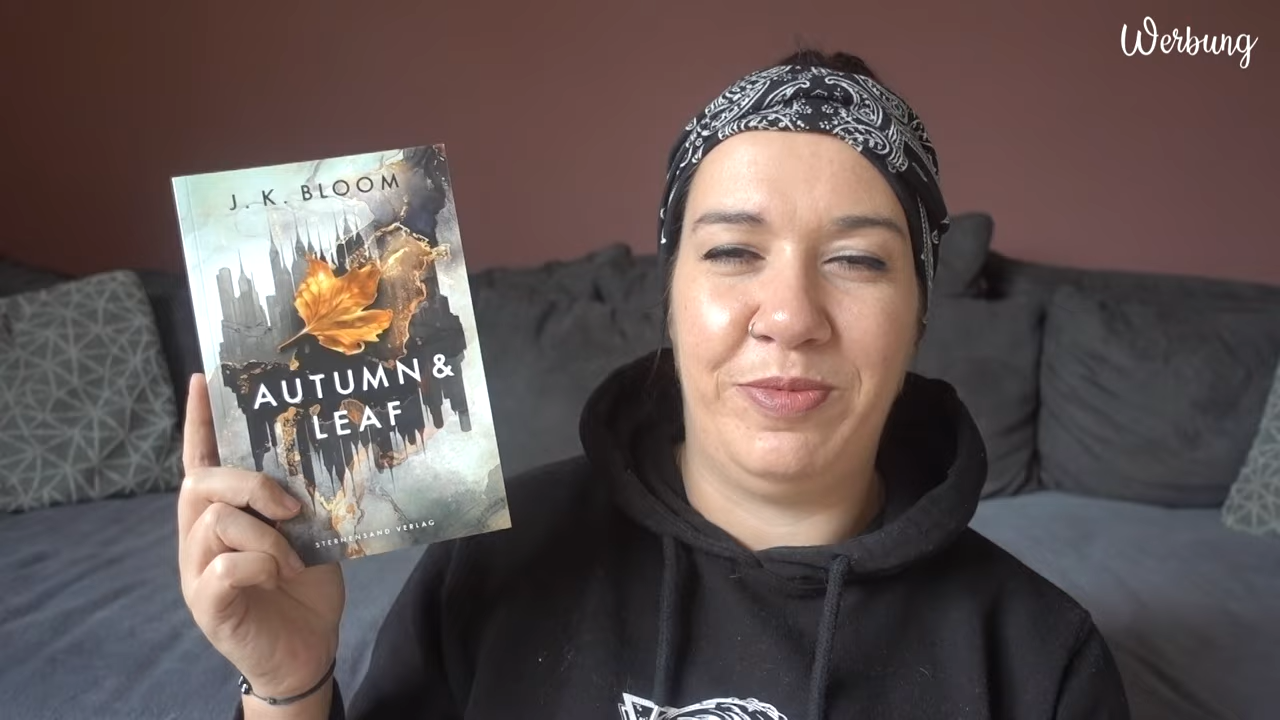 Werbung
J. K. BLOOM
AUTUMN &
LEAF
STERNENSAND VERLAG